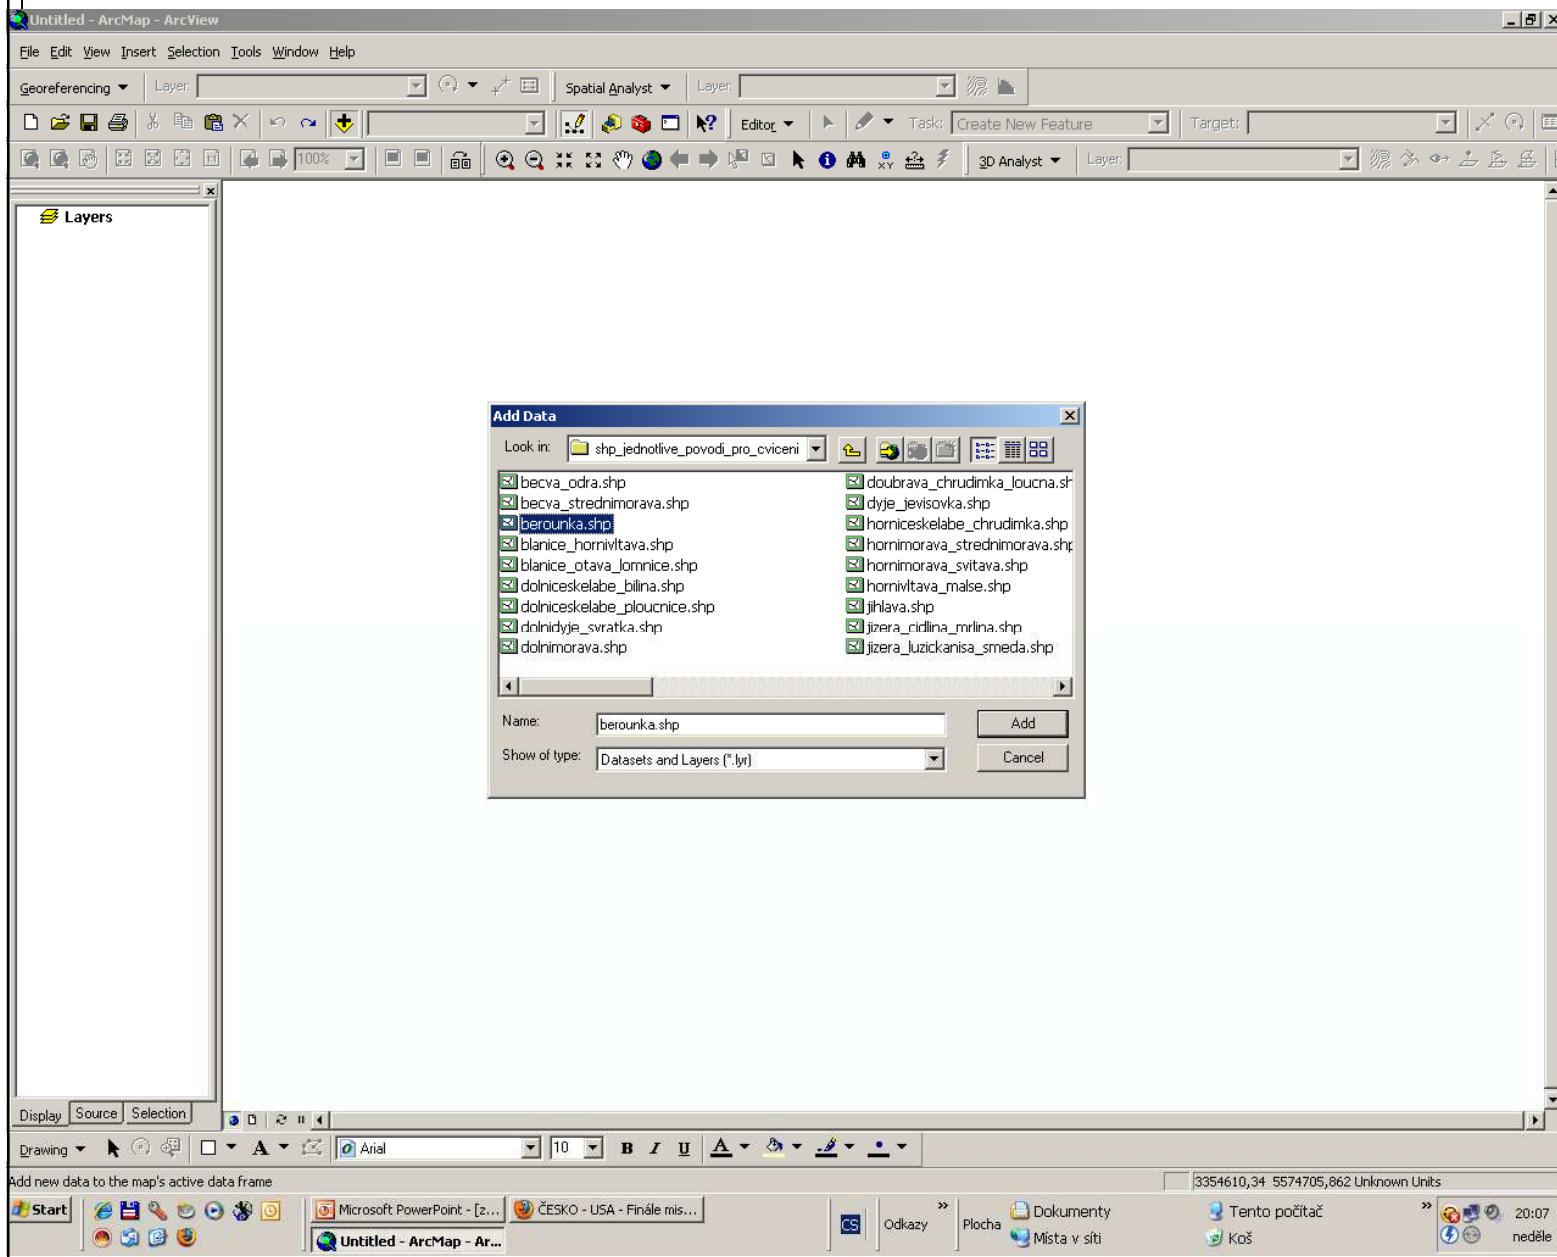 Untitled - ArcMap - ArcView
File Edit View Insert Selection Tools Window Help
Georeferencing Layer: Spatial Analyst Layer:
Editor Task: Create New Feature Target:
100% 3D Analyst Layer:
Layers
Add Data
Look in: shp_jednotlive_povodi_pro_cviceni
becva_odra.shp
becva_strednimorava.shp
berounka.shp
blanice_hornivltava.shp
blanice_otava_lomnice.shp
dolniceskelabe_bilina.shp
dolniceskelabe_ploucnice.shp
dolnidyje_svratka.shp
dolnimorava.shp
doubrava_chrudimka_loucna.sh
dyje_jevisovka.shp
horniceskelabe_chrudimka.shp
hornimorava_strednimorava.shp
hornimorava_svitava.shp
hornivltava_malse.shp
jihlava.shp
jizera_cidlina_mrlina.shp
jizera_luzickanisa_smeda.shp
Name: berounka.shp Add
Show of type: Datasets and Layers (*.lyr) Cancel
Display Source Selection
Drawing A Arial 10 B I U A
Add new data to the map's active data frame 3354610,34 5574705,862 Unknown Units
Start Microsoft PowerPoint - [z... ČESKO - USA - Finále mis... CS Odkazy » Plocha Dokumenty Tento počítač » 20:07
Untitled - ArcMap - Ar... Místa v síti Koš neděle